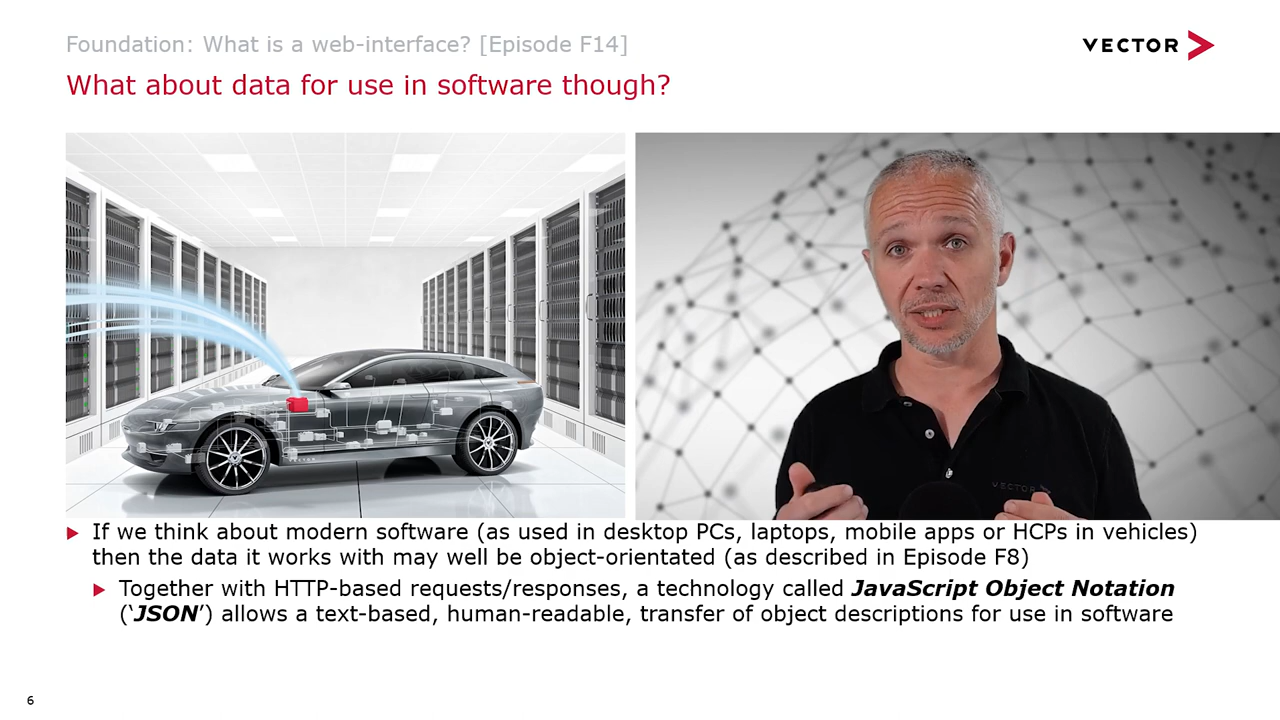 Foundation: What is a web-interface? [Episode F14]
VECTOR
What about data for use in software though?
VECTOR
VECTOR
If we think about modern software (as used in desktop PCs, laptops, mobile apps or HCPs in vehicles)
then the data it works with may well be object-orientated (as described in Episode F8)
Together with HTTP-based requests/responses, a technology called JavaScript Object Notation
(‘JSON’) allows a text-based, human-readable, transfer of object descriptions for use in software
6